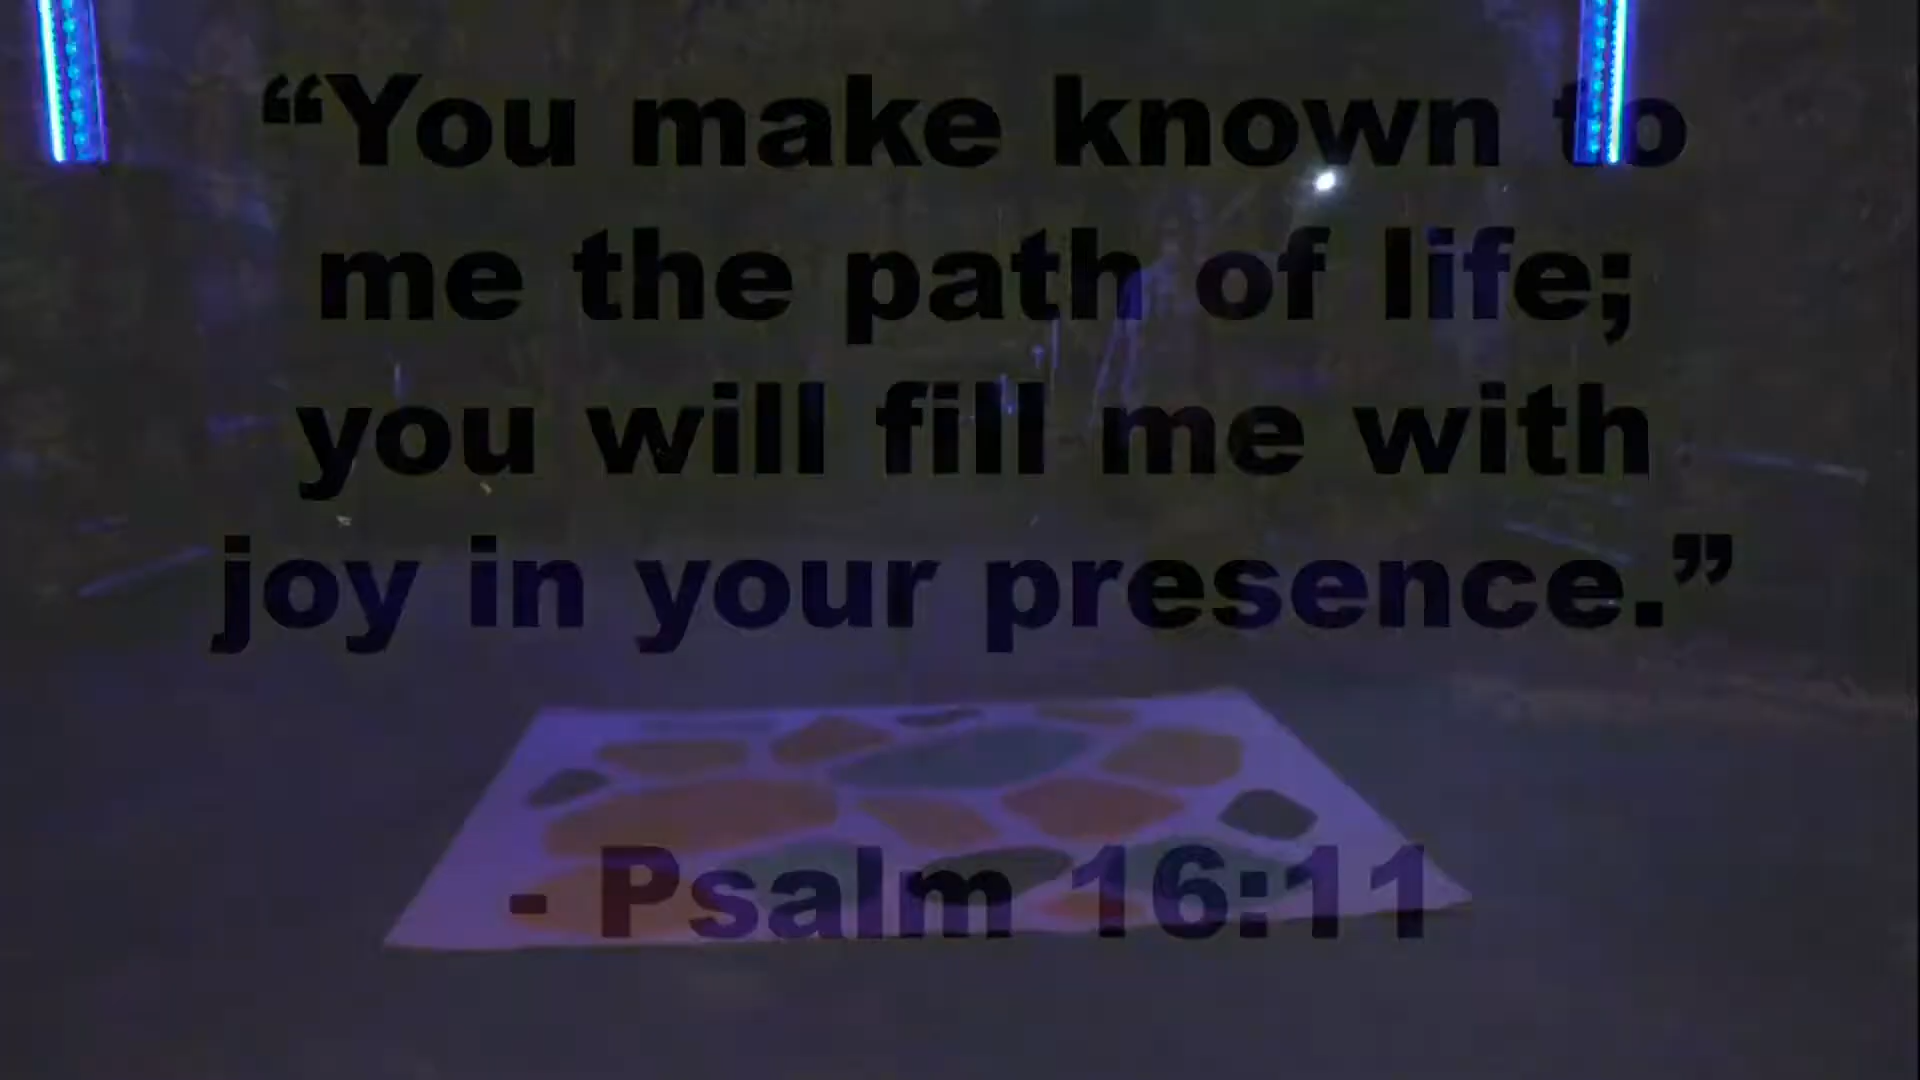 “You make known to
me the path of life;
you will fill me with
joy in your presence.”
- Psalm 16:11